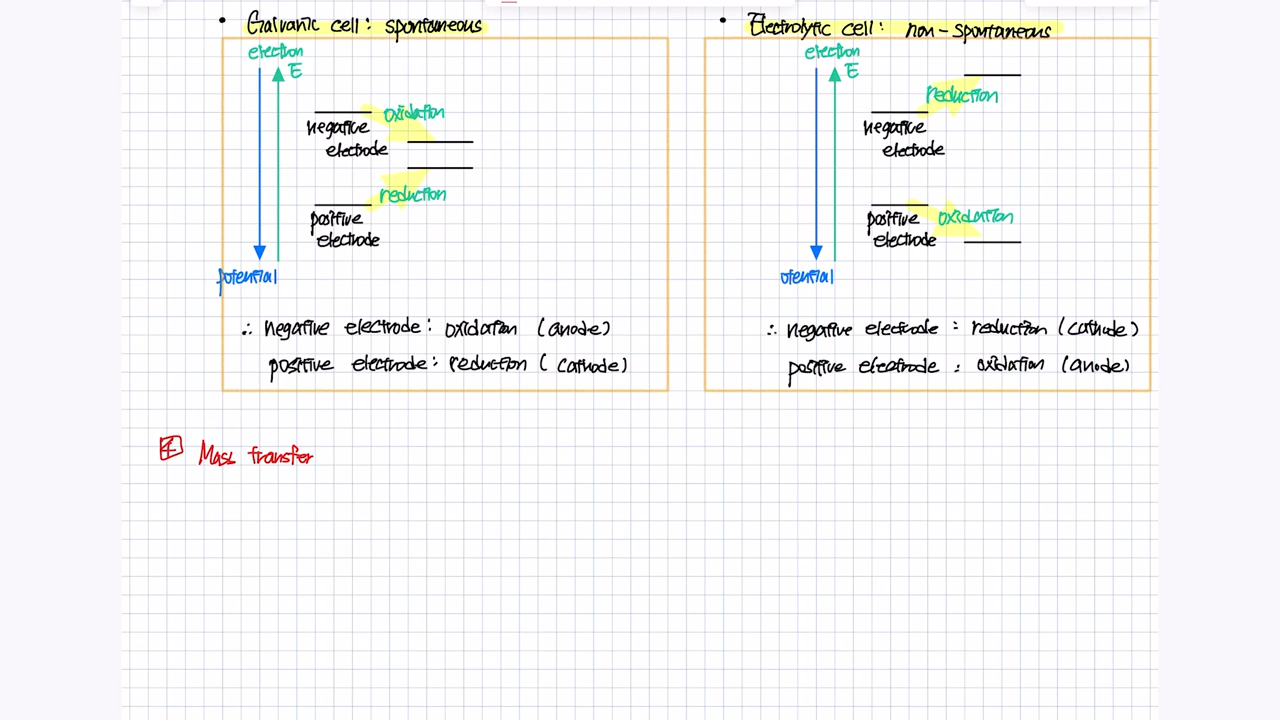 • Galvanic cell: spontaneous
electron
E
oxidation
negative
electrode
reduction
positive
electrode
potential
∴ negative electrode: oxidation (anode)
positive electrode: reduction (cathode)
• Electrolytic cell: non-spontaneous
electron
E
reduction
negative
electrode
positive
electrode
oxidation
otential
∴ negative electrode: reduction (cathode)
positive electrode: oxidation (anode)
Mass transfer